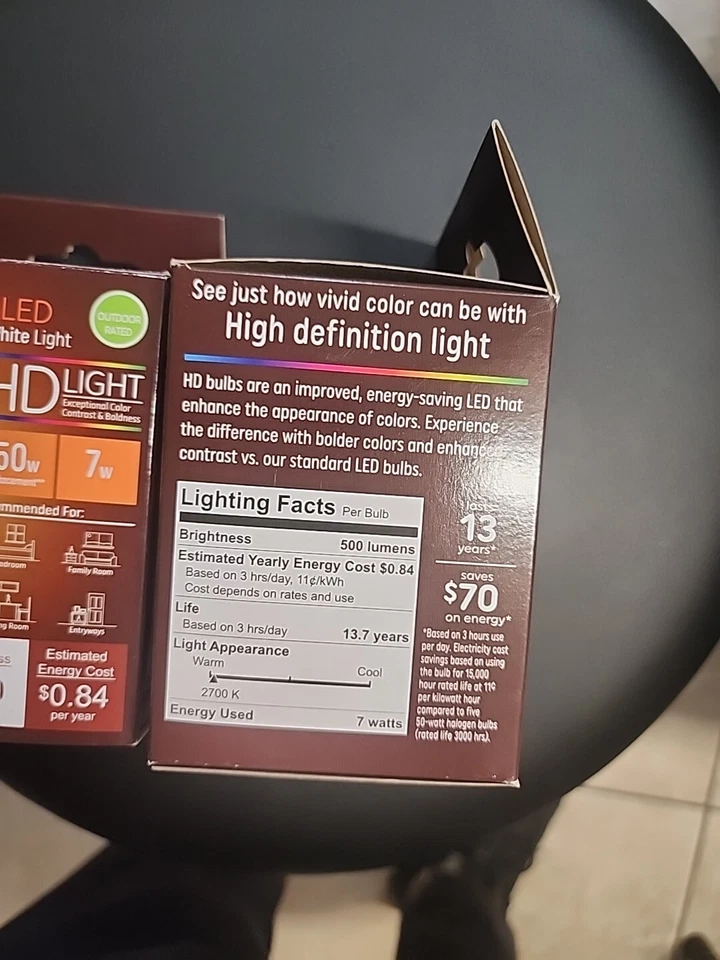 LED
White Light
OUTDOOR
RATED
HD LIGHT
Exceptional Color
Contrast & Boldness
50w
7w
Family Room
Entryways
Estimated
Energy Cost
$0.84
per year
See just how vivid color can be with
High definition light
HD bulbs are an improved, energy-saving LED that
enhance the appearance of colors. Experience
the difference with bolder colors and enhanced
contrast vs. our standard LED bulbs.
Lighting Facts Per Bulb
Brightness 500 lumens
Estimated Yearly Energy Cost $0.84
Based on 3 hrs/day, 11¢/kWh
Cost depends on rates and use
Life
Based on 3 hrs/day 13.7 years
Light Appearance
Warm Cool
2700 K
Energy Used 7 watts
13
years*
saves
$70
on energy*
*Based on 3 hours use
per day. Electricity cost
savings based on using
the bulb for 15,000
hour rated life at 11¢
per kilowatt hour
compared to five
50-watt halogen bulbs
(rated life 3000 hrs).